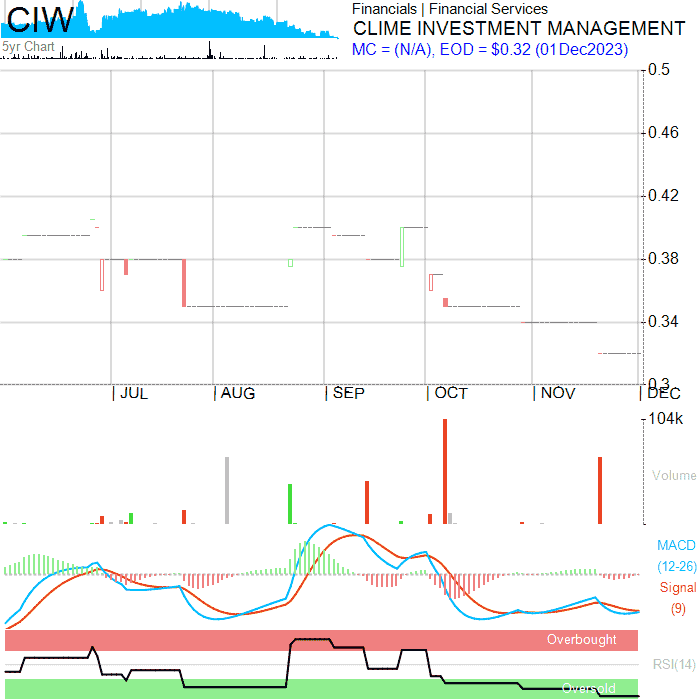 CIW
5yr Chart
Financials | Financial Services
CLIME INVESTMENT MANAGEMENT
MC = (N/A), EOD = $0.32 (01Dec2023)
0.5
0.46
0.42
0.38
0.34
0.3
JUL AUG SEP OCT NOV DEC
104k
Volume
MACD
(12-26)
Signal
(9)
Overbought
RSI(14)
Oversold